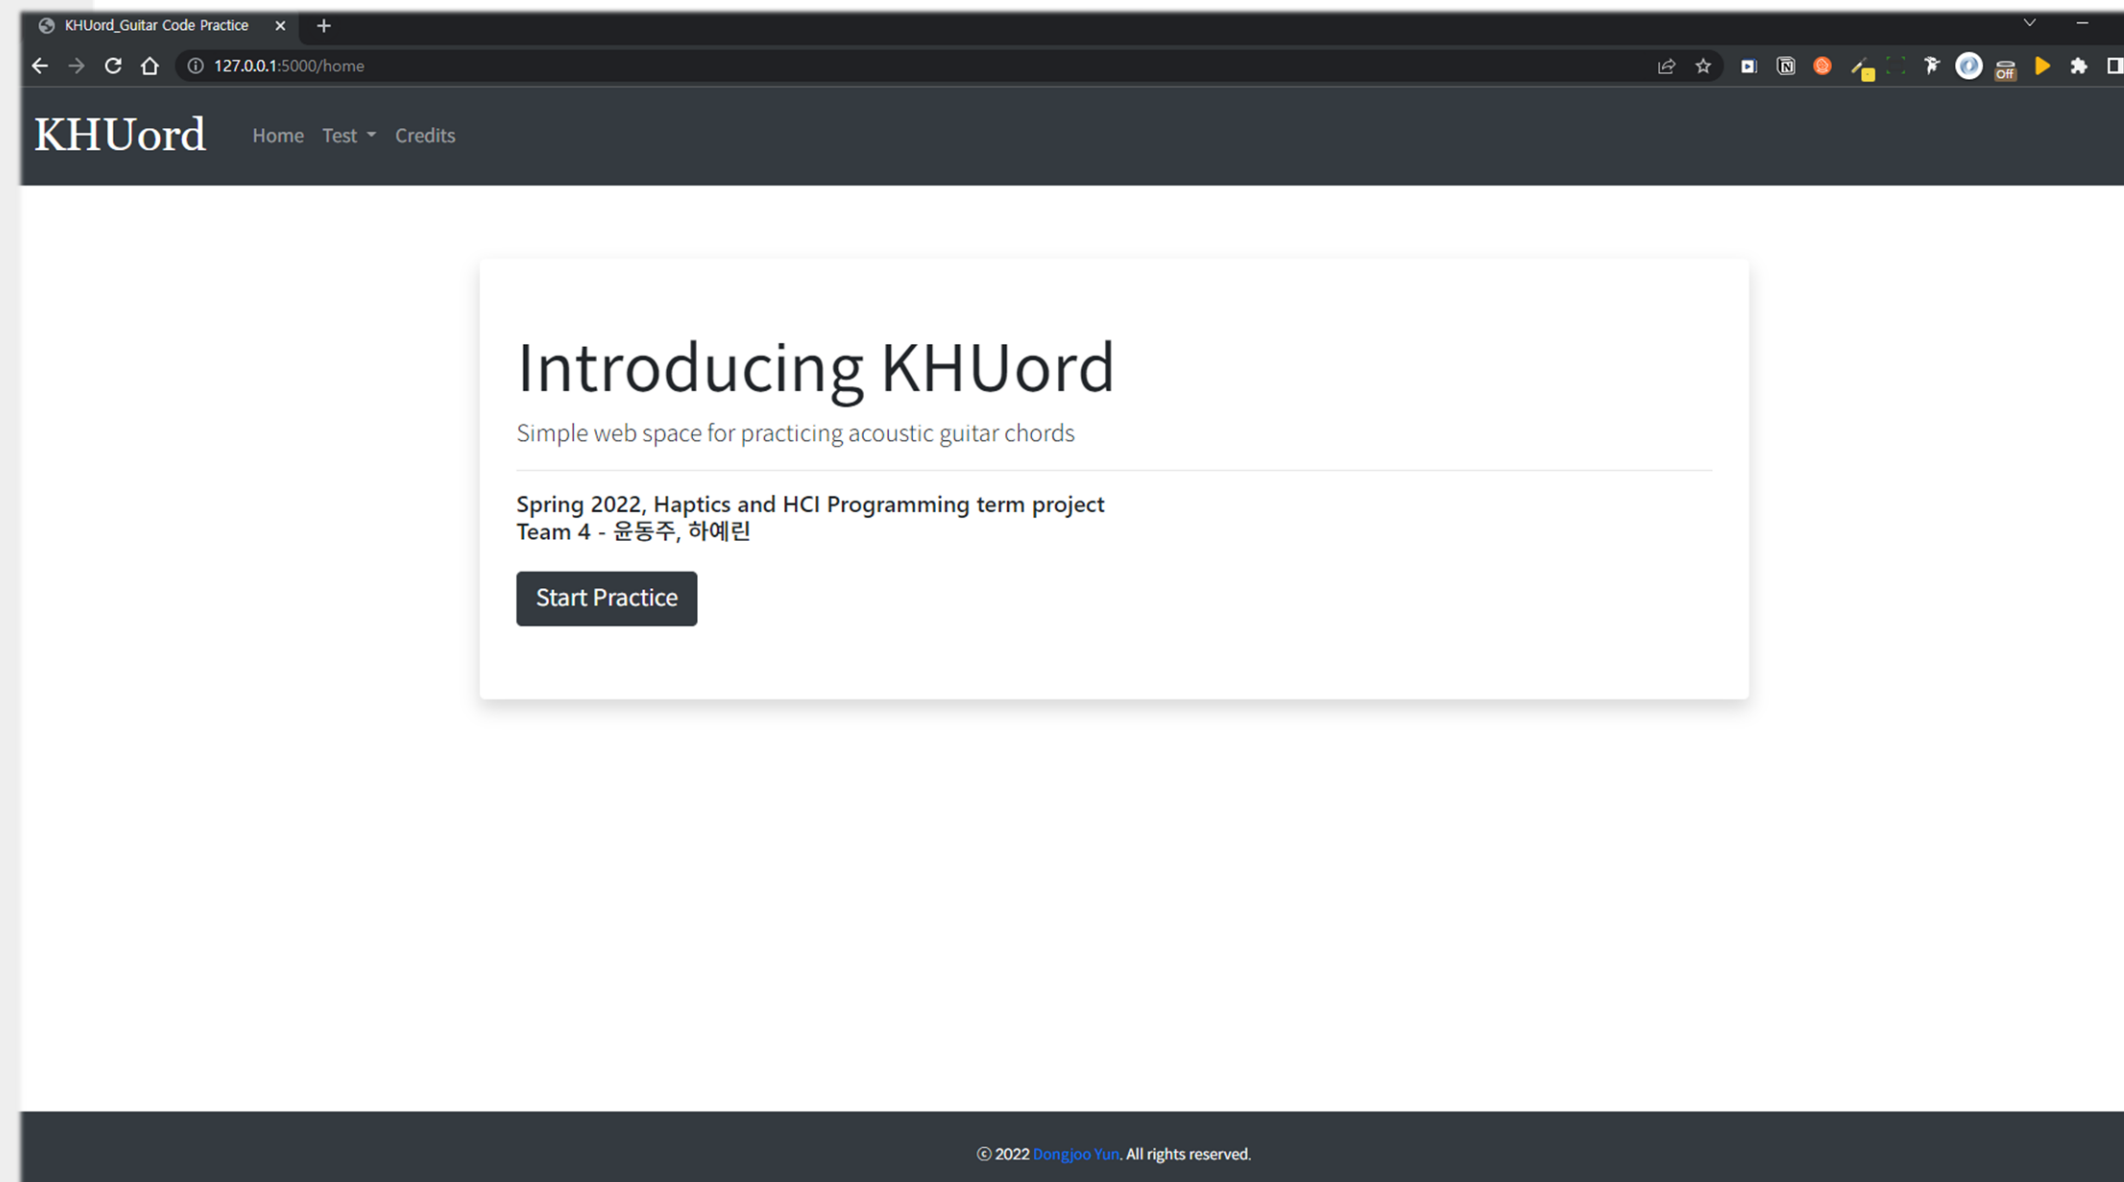 KHUord_Guitar Code Practice
127.0.0.1:5000/home
Off
KHUord Home Test Credits
Introducing KHUord
Simple web space for practicing acoustic guitar chords
Spring 2022, Haptics and HCI Programming term project
Team 4 - 윤동주, 하예린
Start Practice
ⓒ 2022 Dongjoo Yun. All rights reserved.